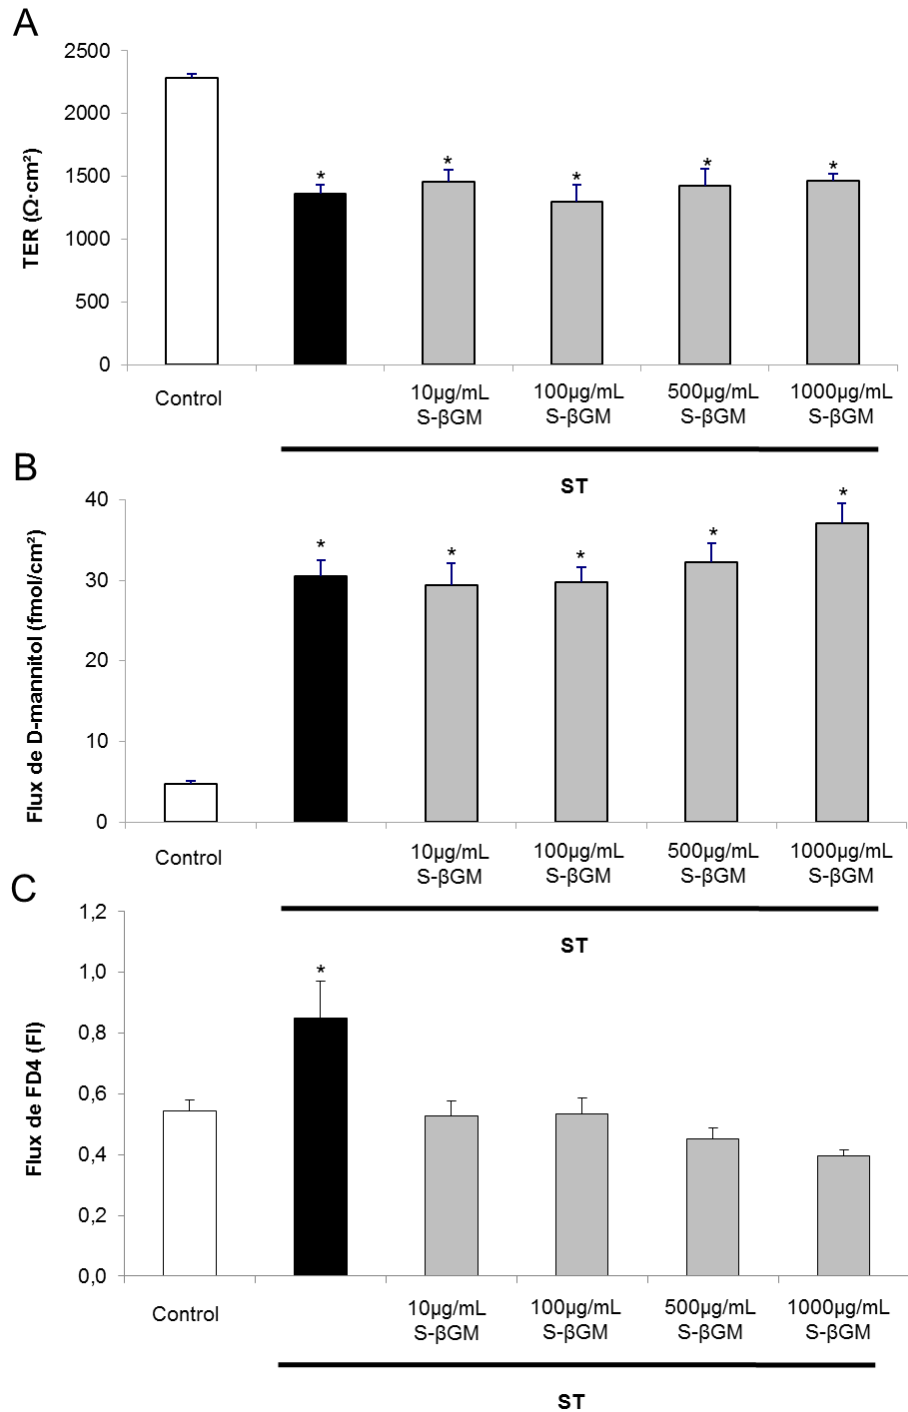 A
2500
2000
1500
1000
500
0
TER (Ω·cm²)
* * * * *
Control
10µg/mL 100µg/mL 500µg/mL 1000µg/mL
S-βGM S-βGM S-βGM S-βGM
ST
B
40
30
20
10
0
Flux de D-mannitol (fmol/cm²)
* * * * *
Control
10µg/mL 100µg/mL 500µg/mL 1000µg/mL
S-βGM S-βGM S-βGM S-βGM
ST
C
1,2
1,0
0,8
0,6
0,4
0,2
0,0
Flux de FD4 (FI)
*
Control
10µg/mL 100µg/mL 500µg/mL 1000µg/mL
S-βGM S-βGM S-βGM S-βGM
ST